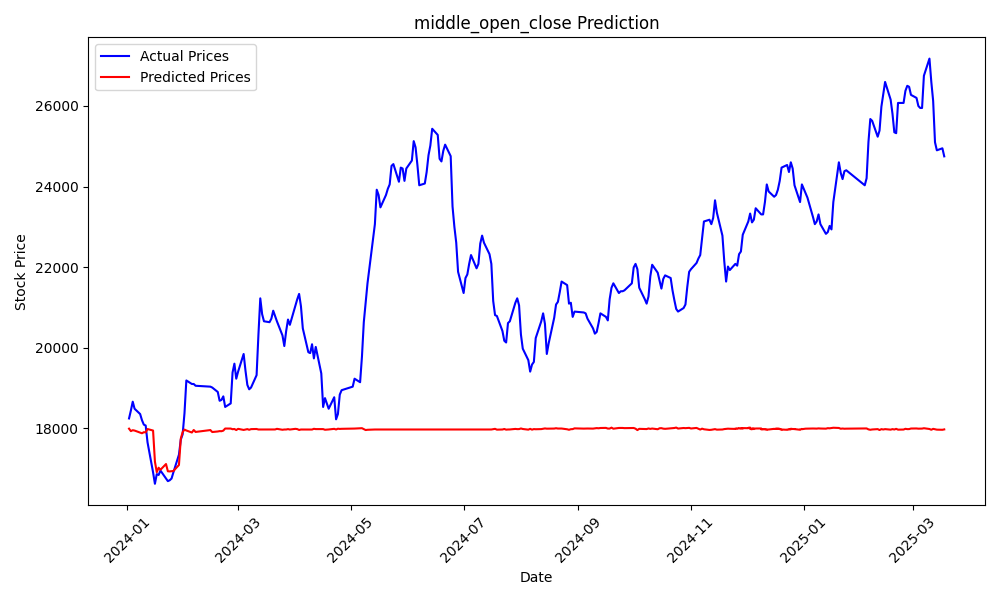 middle_open_close Prediction
Actual Prices
Predicted Prices
Stock Price
26000
24000
22000
20000
18000
2024-01
2024-03
2024-05
2024-07
2024-09
2024-11
2025-01
2025-03
Date